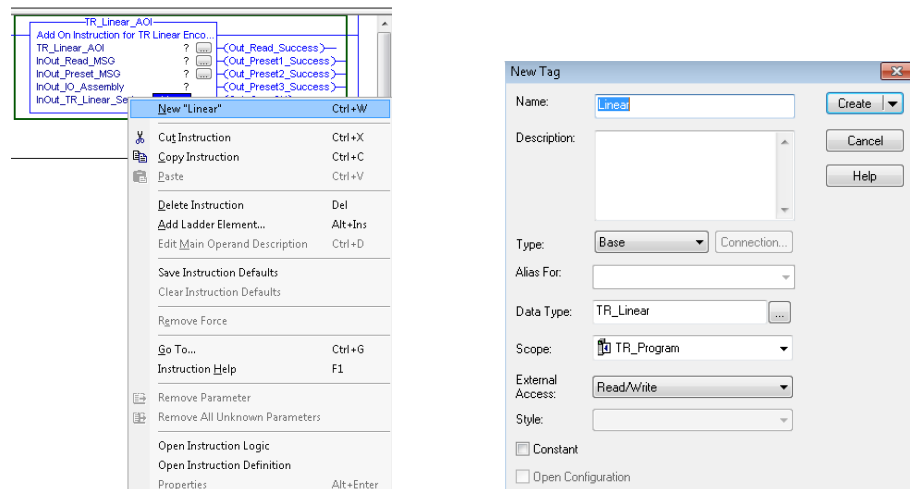 TR_Linear_AOI
Add On Instruction for TR Linear Enco...
TR_Linear_AOI ? ... (Out_Read_Success)
InOut_Read_MSG ? ... (Out_Preset1_Success)
InOut_Preset_MSG ? ... (Out_Preset2_Success)
InOut_IO_Assembly ? (Out_Preset3_Success)
InOut_TR_Linear_Se
New "Linear" Ctrl+W
Cut Instruction Ctrl+X
Copy Instruction Ctrl+C
Paste Ctrl+V
Delete Instruction Del
Add Ladder Element... Alt+Ins
Edit Main Operand Description Ctrl+D
Save Instruction Defaults
Clear Instruction Defaults
Remove Force
Go To... Ctrl+G
Instruction Help F1
Remove Parameter
Remove All Unknown Parameters
Open Instruction Logic
Open Instruction Definition
Properties Alt+Enter
New Tag
Name: Linear Create
Description: Cancel
Help
Type: Base Connection...
Alias For:
Data Type: TR_Linear ...
Scope: TR_Program
External
Access: Read/Write
Style:
Constant
Open Configuration